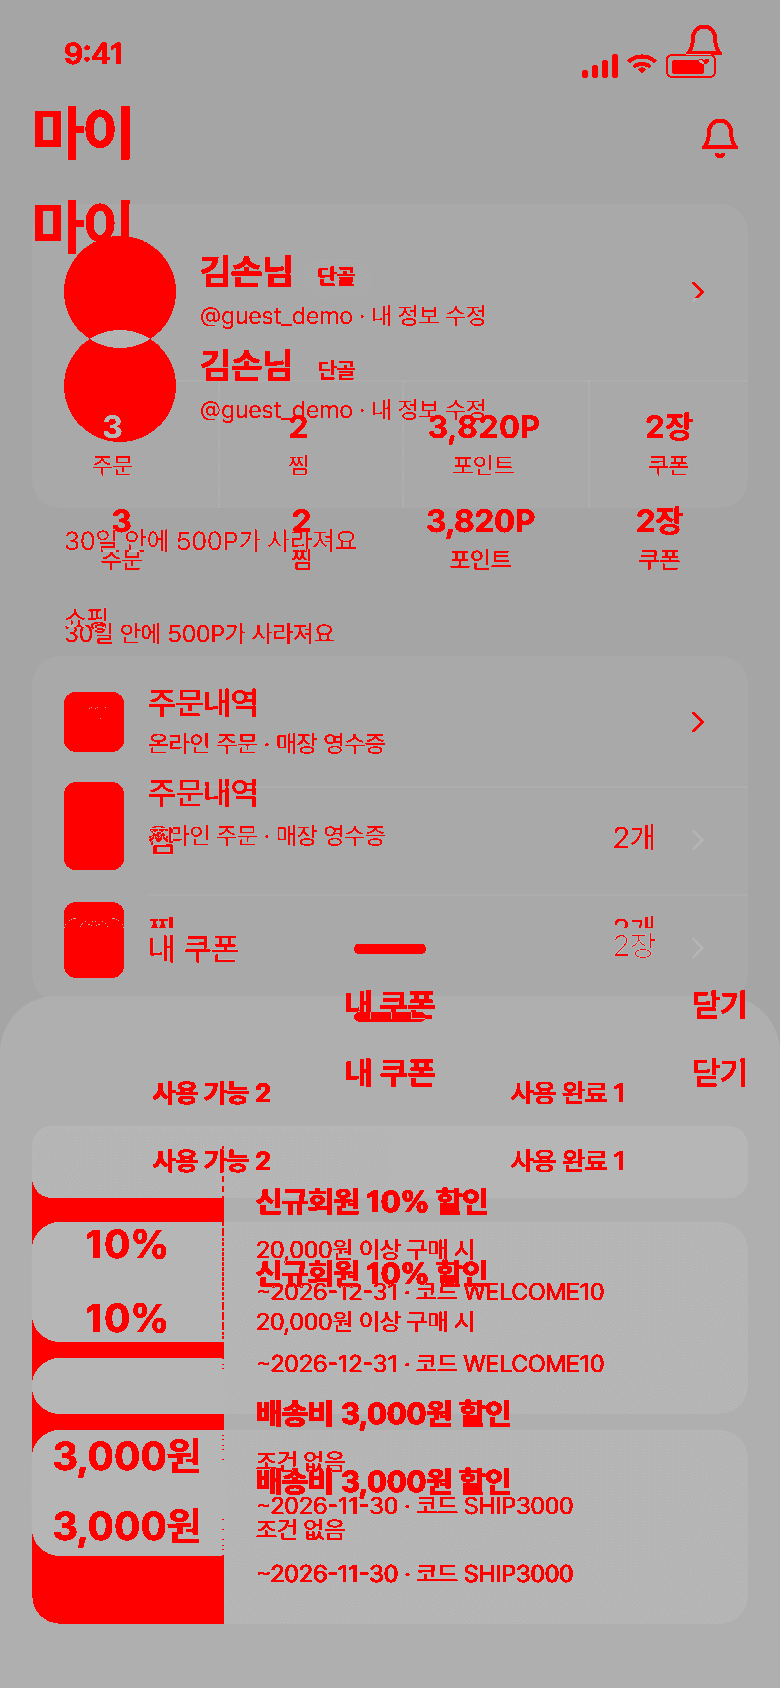 9:41
마이
마이
김손님 단골
@guest_demo · 내 정보 수정
김손님 단골
@guest_demo · 내 정보 수정
3 2 3,820P 2장
주문 찜 포인트 쿠폰
3 2 3,820P 2장
30일 안에 500P가 사라져요
주문 찜 포인트 쿠폰
쇼핑
30일 안에 500P가 사라져요
주문내역
온라인 주문 · 매장 영수증
주문내역
온라인 주문 · 매장 영수증
찜 2개
찜 2개
내 쿠폰 2장
내 쿠폰 닫기
내 쿠폰 닫기
사용 가능 2 사용 완료 1
사용 가능 2 사용 완료 1
신규회원 10% 할인
10%
20,000원 이상 구매 시
신규회원 10% 할인
~2026-12-31 · 코드 WELCOME10
10%
20,000원 이상 구매 시
~2026-12-31 · 코드 WELCOME10
배송비 3,000원 할인
3,000원
조건 없음
배송비 3,000원 할인
~2026-11-30 · 코드 SHIP3000
3,000원
조건 없음
~2026-11-30 · 코드 SHIP3000